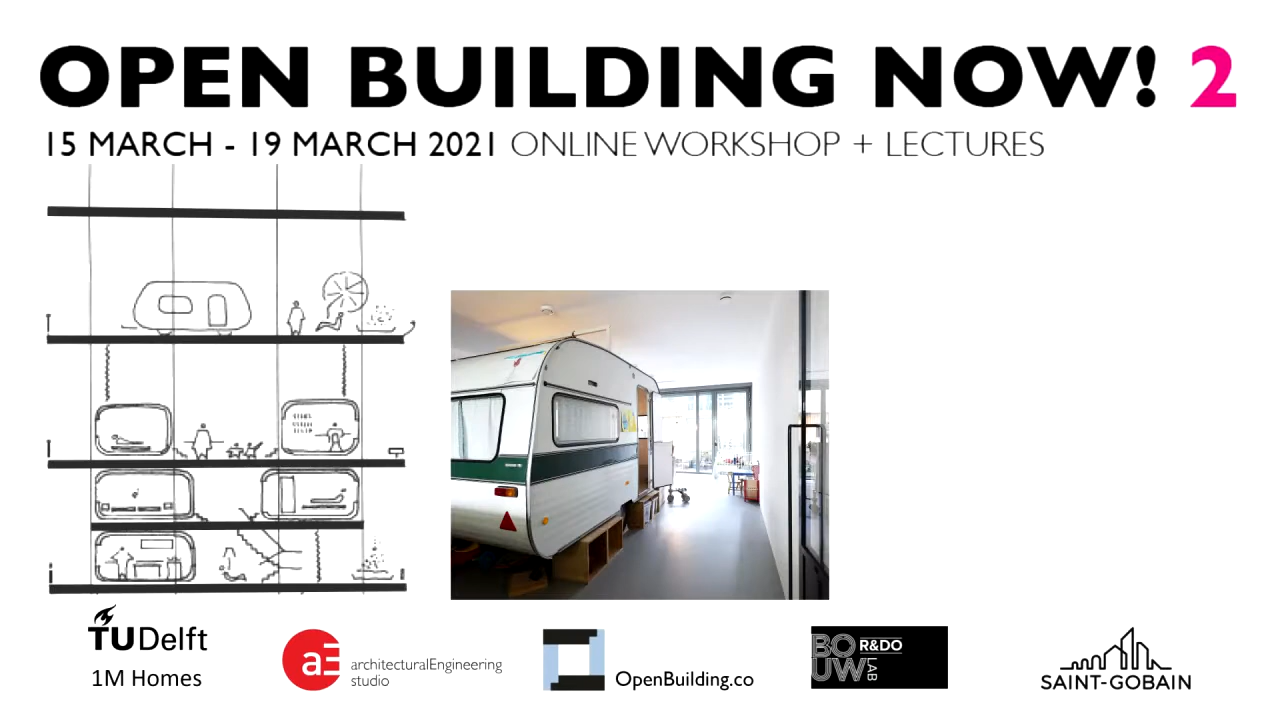 OPEN BUILDING NOW! 2
15 MARCH - 19 MARCH 2021 ONLINE WORKSHOP + LECTURES
TUDelft
1M Homes
aE architecturalEngineering
studio
OpenBuilding.co
BOUW LAB R&DO
SAINT-GOBAIN